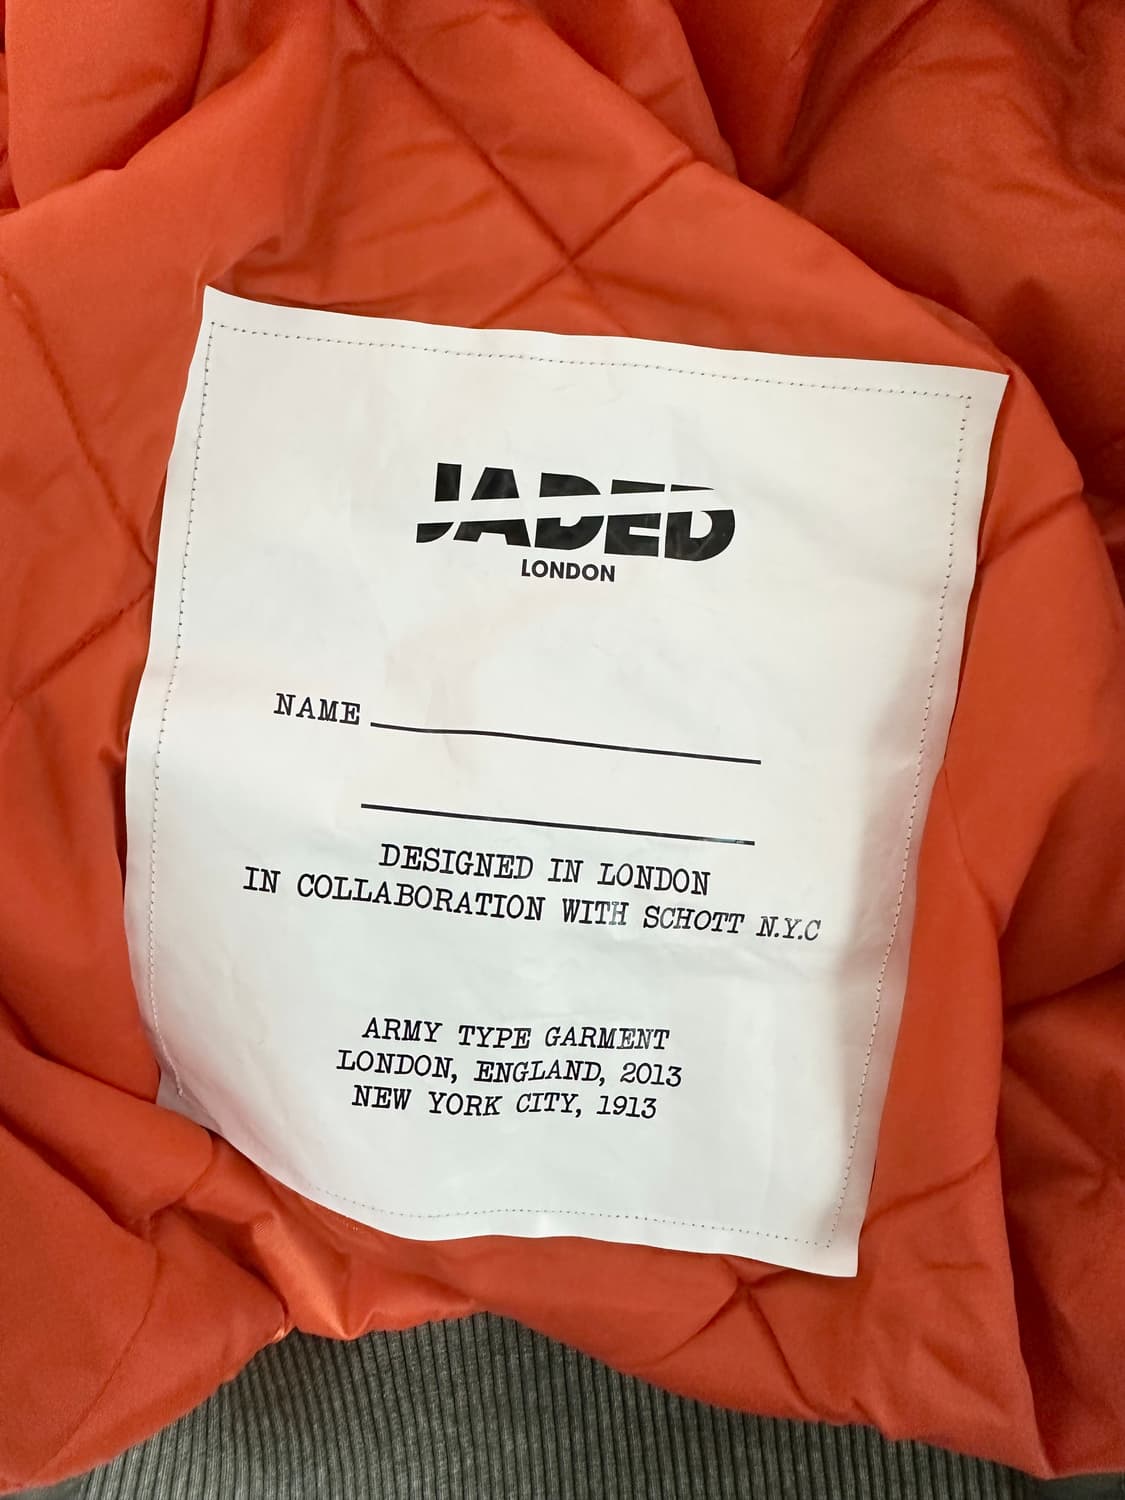 JADED
LONDON
NAME
DESIGNED IN LONDON
IN COLLABORATION WITH SCHOTT N.Y.C
ARMY TYPE GARMENT
LONDON, ENGLAND, 2013
NEW YORK CITY, 1913